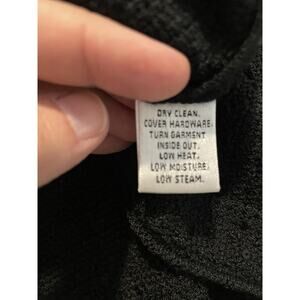 DRY CLEAN.
COVER HARDWARE.
TURN GARMENT
INSIDE OUT.
LOW HEAT.
LOW MOISTURE.
LOW STEAM.